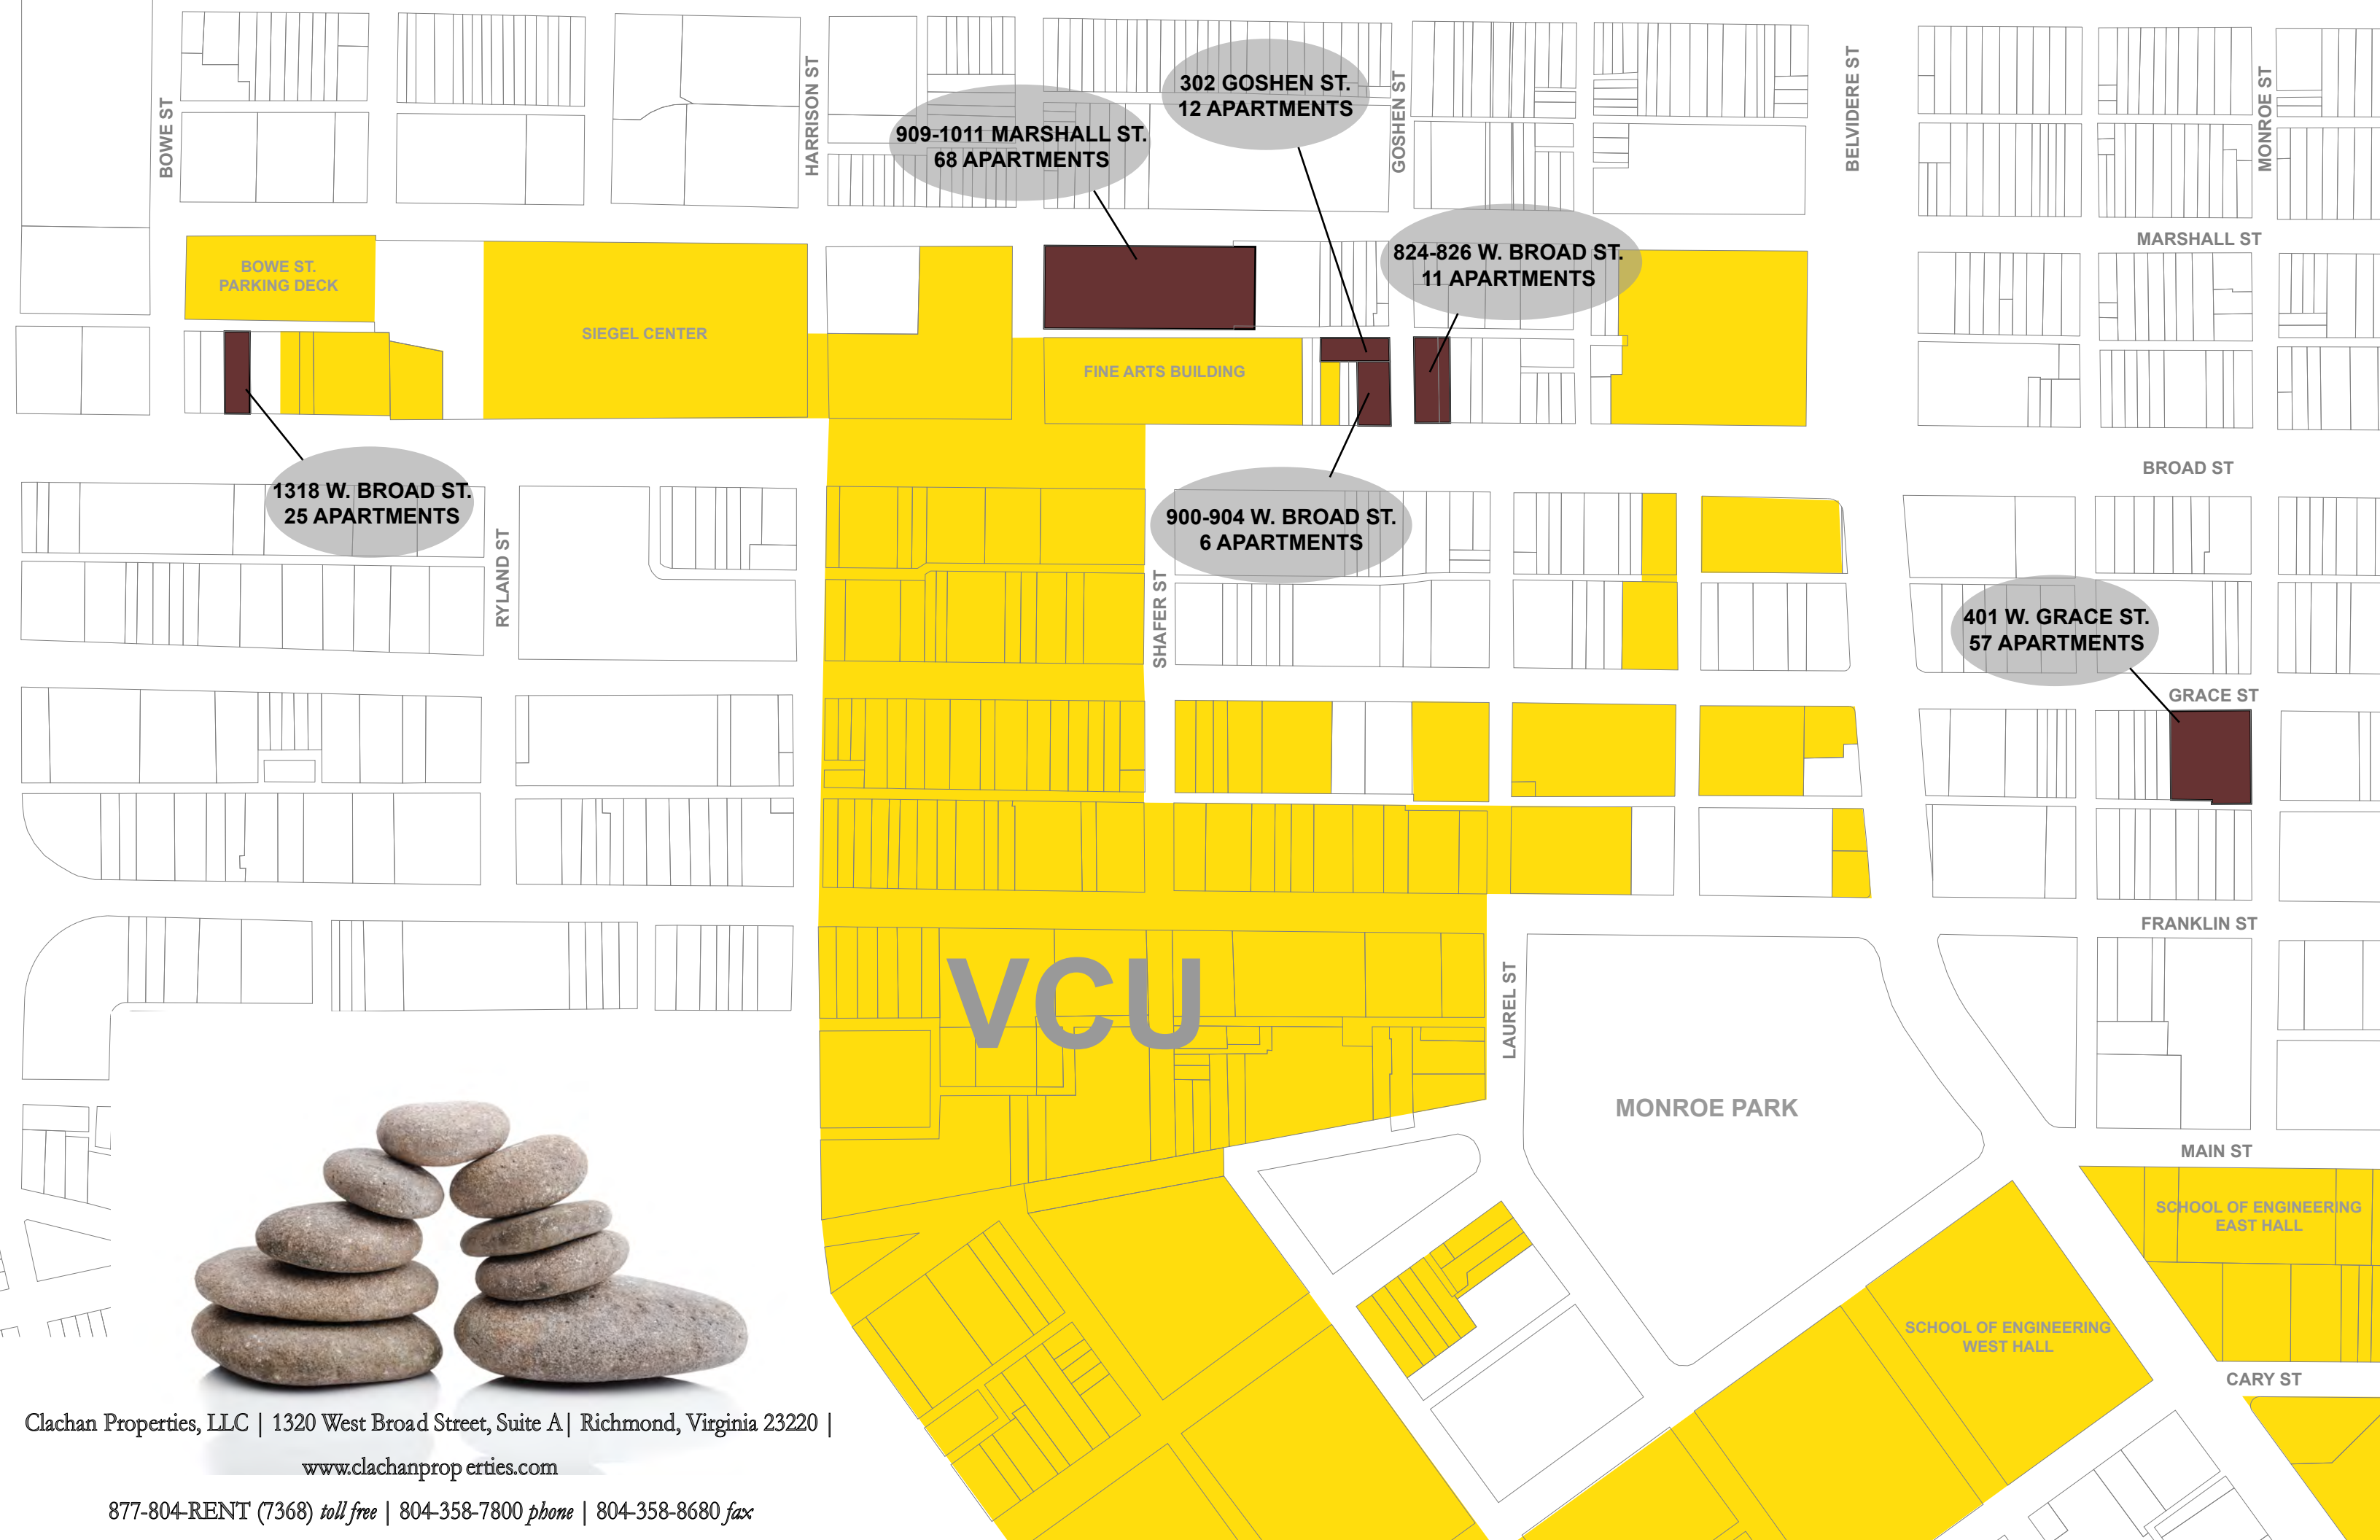 302 GOSHEN ST.
12 APARTMENTS
909-1011 MARSHALL ST.
68 APARTMENTS
BOWE ST
HARRISON ST
GOSHEN ST
BELVIDERE ST
MONROE ST
MARSHALL ST
824-826 W. BROAD ST.
11 APARTMENTS
BOWE ST.
PARKING DECK
SIEGEL CENTER
FINE ARTS BUILDING
BROAD ST
1318 W. BROAD ST.
25 APARTMENTS
900-904 W. BROAD ST.
6 APARTMENTS
RYLAND ST
SHAFER ST
401 W. GRACE ST.
57 APARTMENTS
GRACE ST
FRANKLIN ST
VCU
LAUREL ST
MONROE PARK
MAIN ST
SCHOOL OF ENGINEERING
EAST HALL
SCHOOL OF ENGINEERING
WEST HALL
CARY ST
Clachan Properties, LLC | 1320 West Broad Street, Suite A| Richmond, Virginia 23220 |
www.clachanproperties.com
877-804-RENT (7368) toll free | 804-358-7800 phone | 804-358-8680 fax